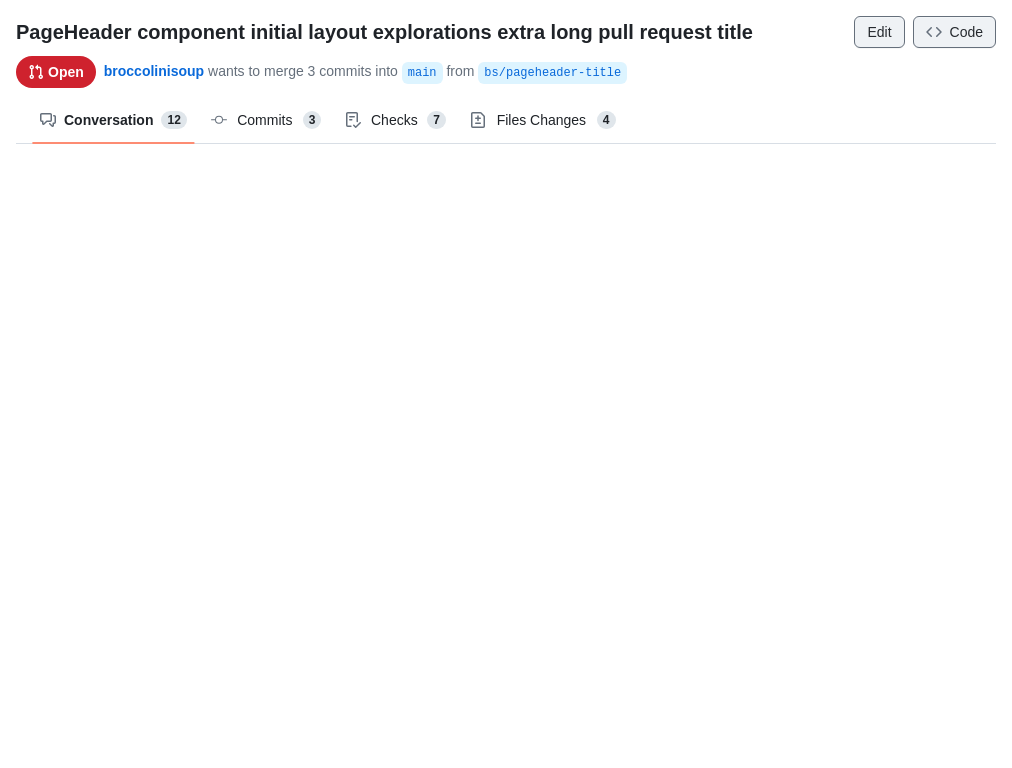 PageHeader component initial layout explorations extra long pull request title
Edit
Code
Open
broccolinisoup wants to merge 3 commits into main from bs/pageheader-title
Conversation 12
Commits 3
Checks 7
Files Changes 4